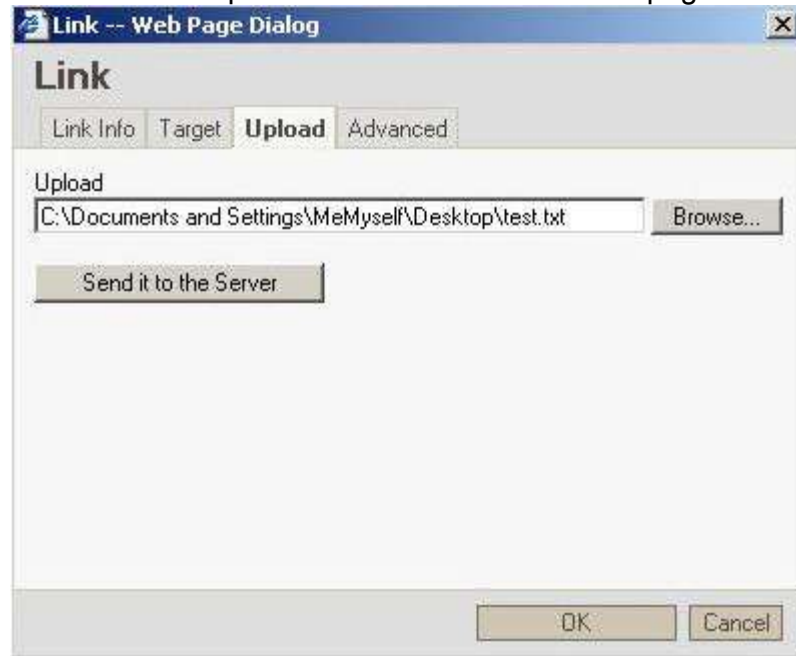 Link -- Web Page Dialog
Link
Link Info Target Upload Advanced
Upload
C:\Documents and Settings\MeMyself\Desktop\test.txt Browse...
Send it to the Server
OK Cancel